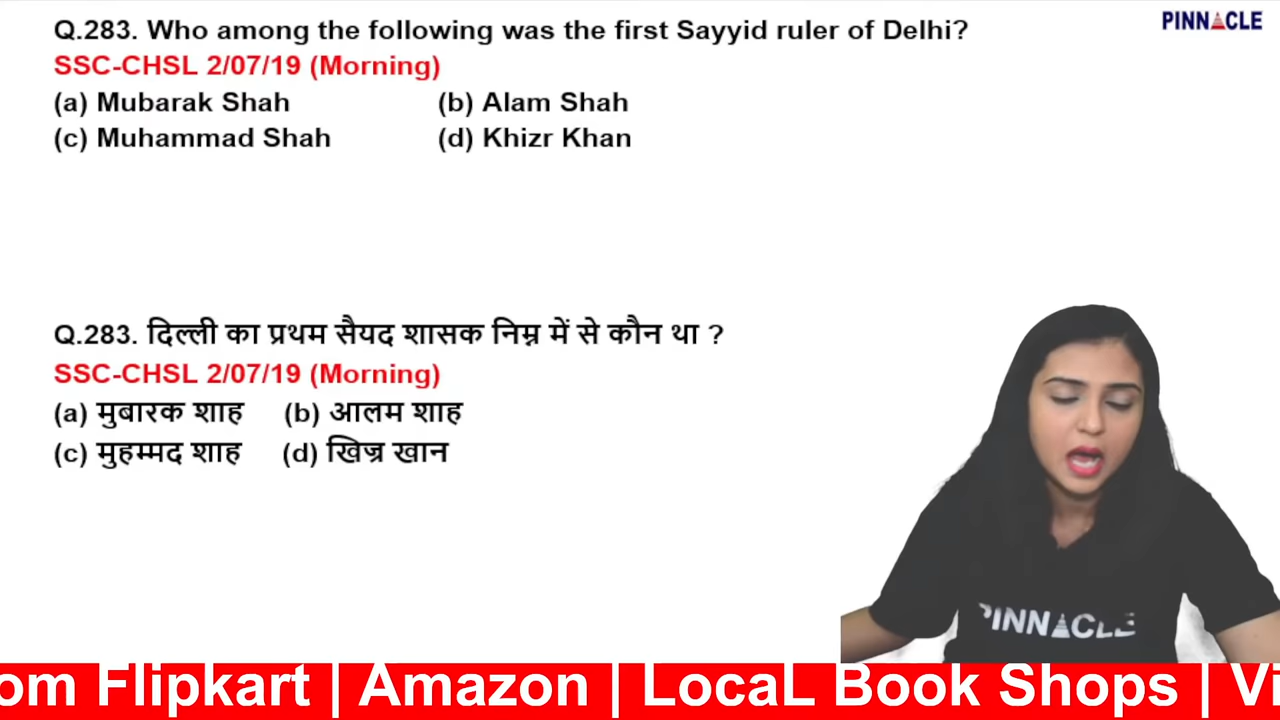 Q.283. Who among the following was the first Sayyid ruler of Delhi?
PINNACLE
SSC-CHSL 2/07/19 (Morning)
(a) Mubarak Shah (b) Alam Shah
(c) Muhammad Shah (d) Khizr Khan
Q.283. दिल्ली का प्रथम सैयद शासक निम्न में से कौन था ?
SSC-CHSL 2/07/19 (Morning)
(a) मुबारक शाह (b) आलम शाह
(c) मुहम्मद शाह (d) खिज्र खान
PINNACLE
om Flipkart | Amazon | LocaL Book Shops | Vi